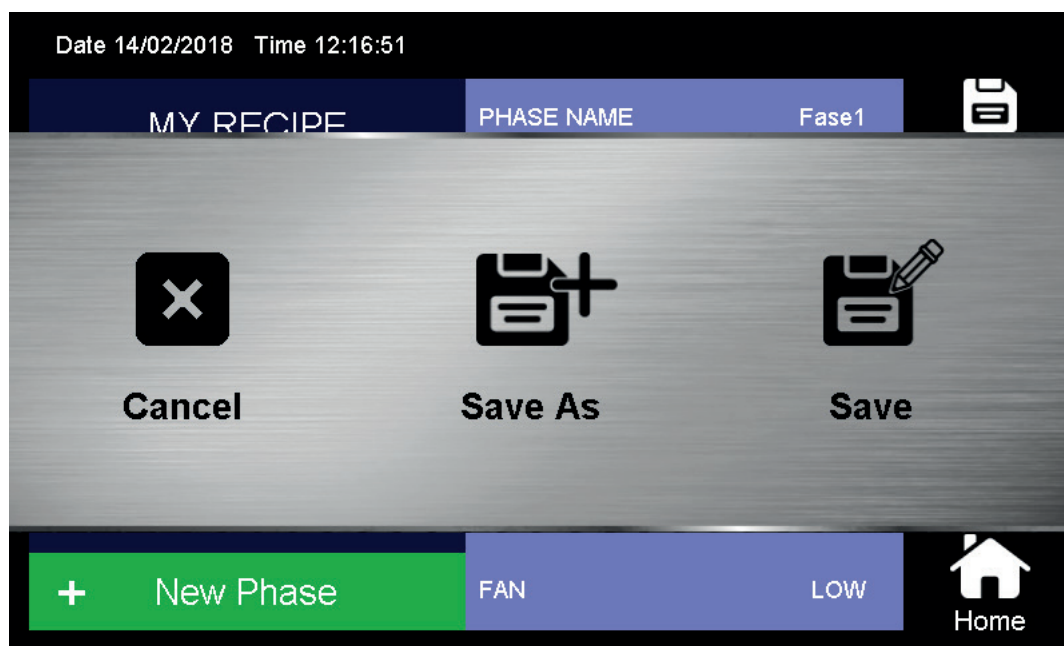 Date 14/02/2018 Time 12:16:51
MY RECIPE
PHASE NAME Fase1
Cancel
Save As
Save
+ New Phase
FAN LOW
Home